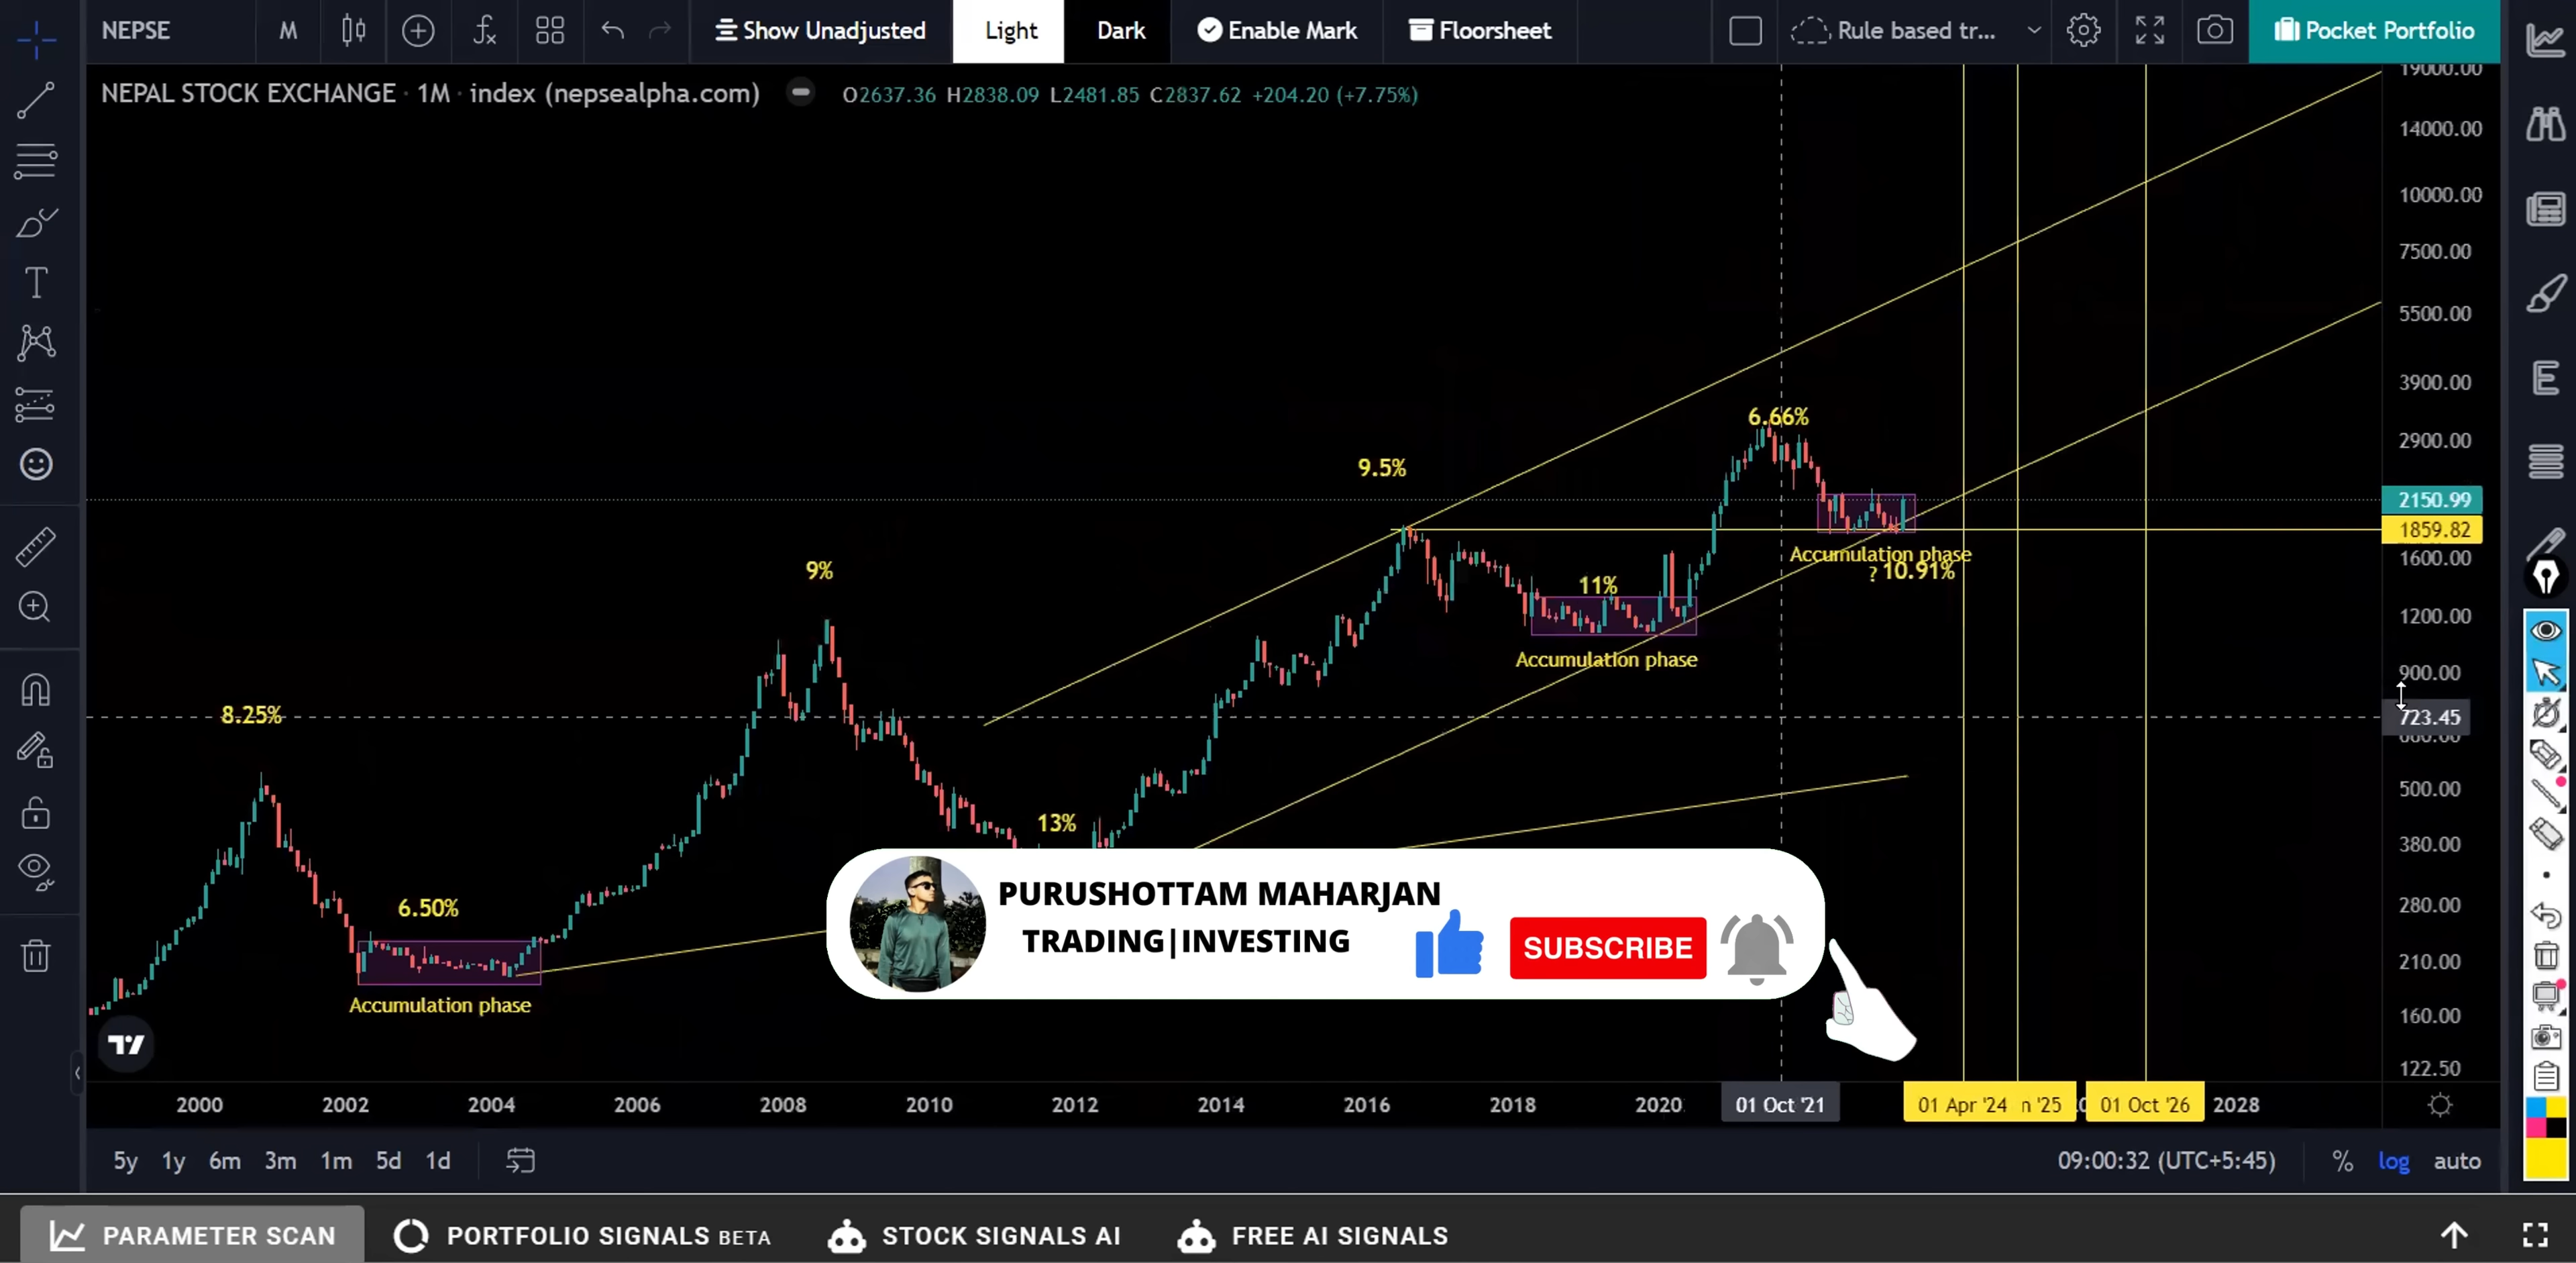 NEPSE M Show Unadjusted Light Dark Enable Mark Floorsheet Rule based tr... Pocket Portfolio
NEPAL STOCK EXCHANGE · 1M · index (nepsealpha.com) O2637.36 H2838.09 L2481.85 C2837.62 +204.20 (+7.75%)
19000.00
14000.00
10000.00
7500.00
5500.00
3900.00
2900.00
2150.99
1859.82
1600.00
1200.00
900.00
723.45
500.00
380.00
280.00
210.00
160.00
122.50
6.66%
9.5%
Accumulation phase
? 10.91%
9%
11%
Accumulation phase
8.25%
13%
6.50%
Accumulation phase
PURUSHOTTAM MAHARJAN
TRADING|INVESTING
SUBSCRIBE
2000 2002 2004 2006 2008 2010 2012 2014 2016 2018 2020 01 Oct '21 01 Apr '24 n '25 01 Oct '26 2028
5y 1y 6m 3m 1m 5d 1d 09:00:32 (UTC+5:45) % log auto
PARAMETER SCAN PORTFOLIO SIGNALS BETA STOCK SIGNALS AI FREE AI SIGNALS